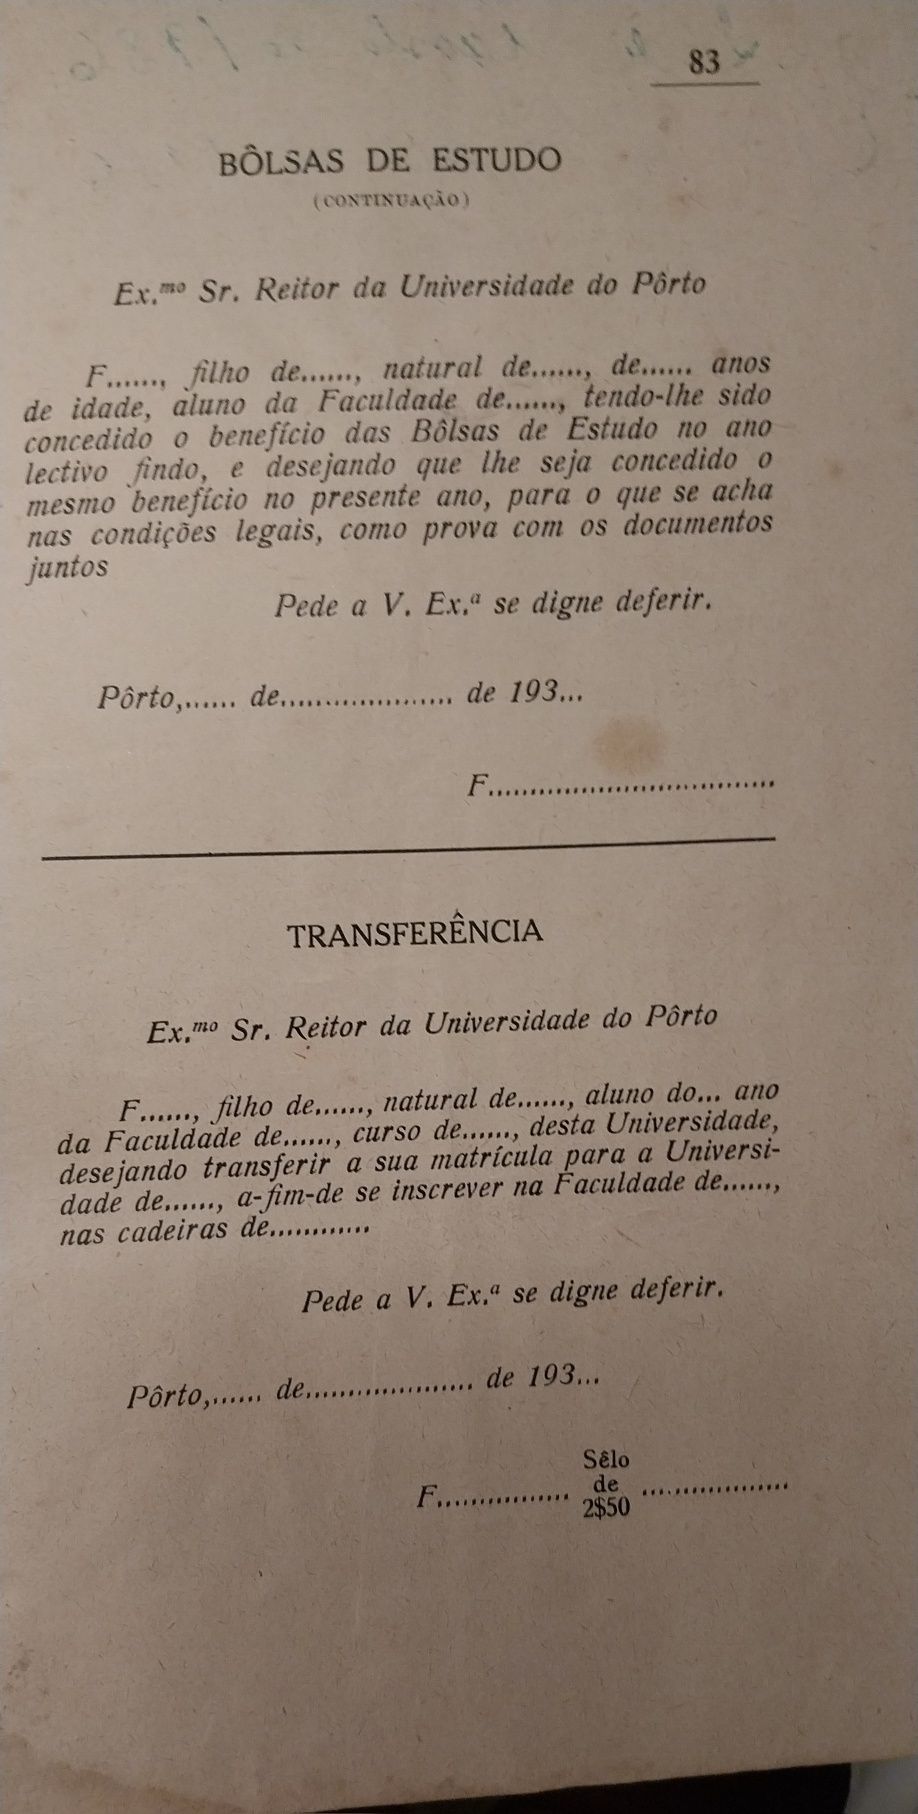 83
BÔLSAS DE ESTUDO
(CONTINUAÇÃO)
Ex.mo Sr. Reitor da Universidade do Pôrto
F......, filho de......, natural de......, de...... anos
de idade, aluno da Faculdade de......, tendo-lhe sido
concedido o benefício das Bôlsas de Estudo no ano
lectivo findo, e desejando que lhe seja concedido o
mesmo benefício no presente ano, para o que se acha
nas condições legais, como prova com os documentos
juntos
Pede a V. Ex.a se digne deferir.
Pôrto,...... de.................... de 193...
F.................................
TRANSFERÊNCIA
Ex.mo Sr. Reitor da Universidade do Pôrto
F......, filho de......, natural de......, aluno do... ano
da Faculdade de......, curso de......, desta Universidade,
desejando transferir a sua matrícula para a Universi-
dade de......, a-fim-de se inscrever na Faculdade de......,
nas cadeiras de............
Pede a V. Ex.a se digne deferir.
Pôrto,...... de.................... de 193...
Sêlo
F................ de .................
2$50